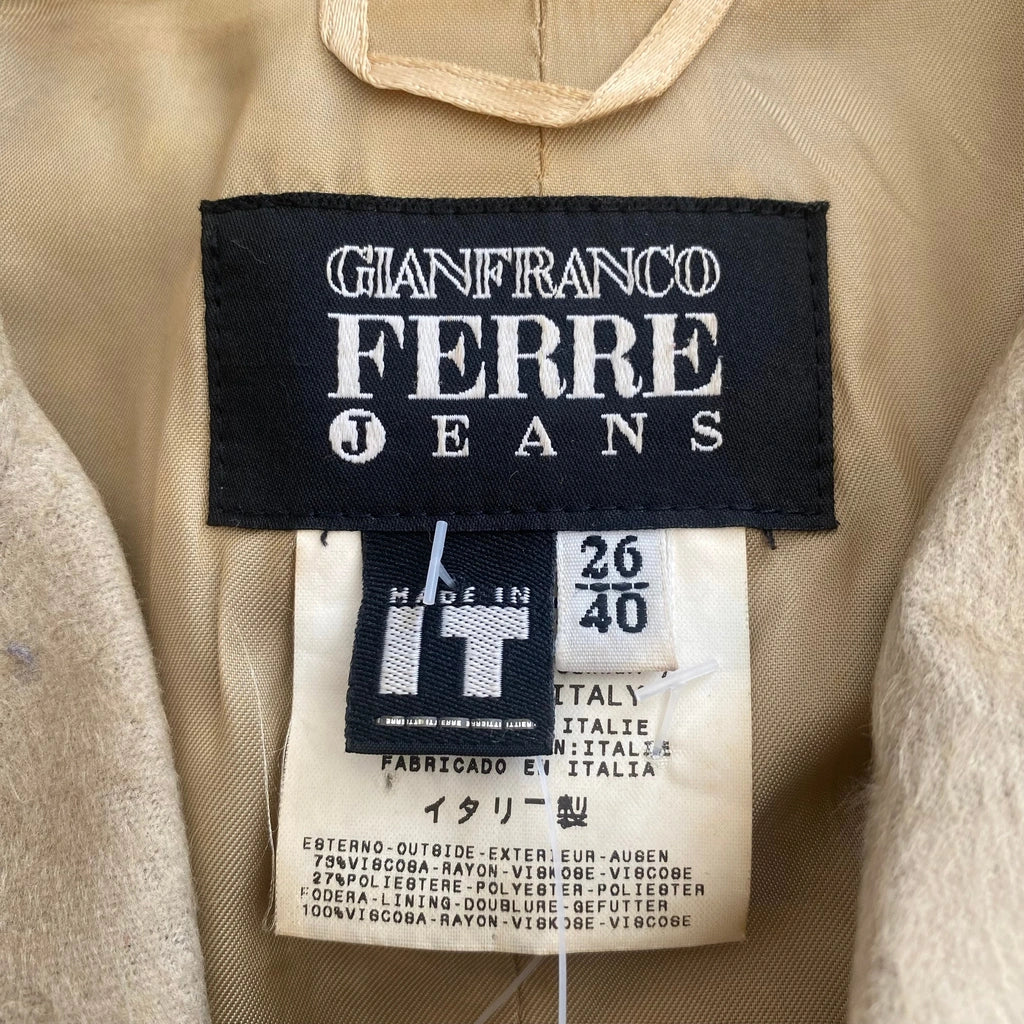 GIANFRANCO
FERRE
JEANS
MADE IN
IT
26
40
ITALY
ITALIE
N:ITALIE
FABRICADO EN ITALIA
イタリー製
ESTERNO-OUTSIDE-EXTERIEUR-AUSEN
73%VISCOSA-RAYON-VISKOSE-VISCOSE
27%POLIESTERE-POLYESTER-POLIESTER
FODERA-LINING-DOUBLURE-GEFUTTER
100%VISCOSA-RAYON-VISKOSE-VISCOSE